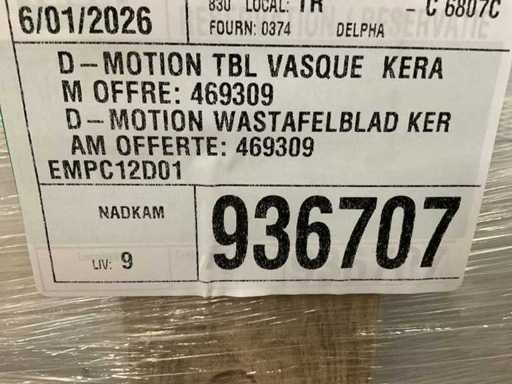 6/01/2026 830 LOCAL: TR - C 6807C
FOURN: 0374 DELPHA
D-MOTION TBL VASQUE KERA
M OFFRE: 469309
D-MOTION WASTAFELBLAD KER
AM OFFERTE: 469309
EMPC12D01
NADKAM
936707
LIV: 9